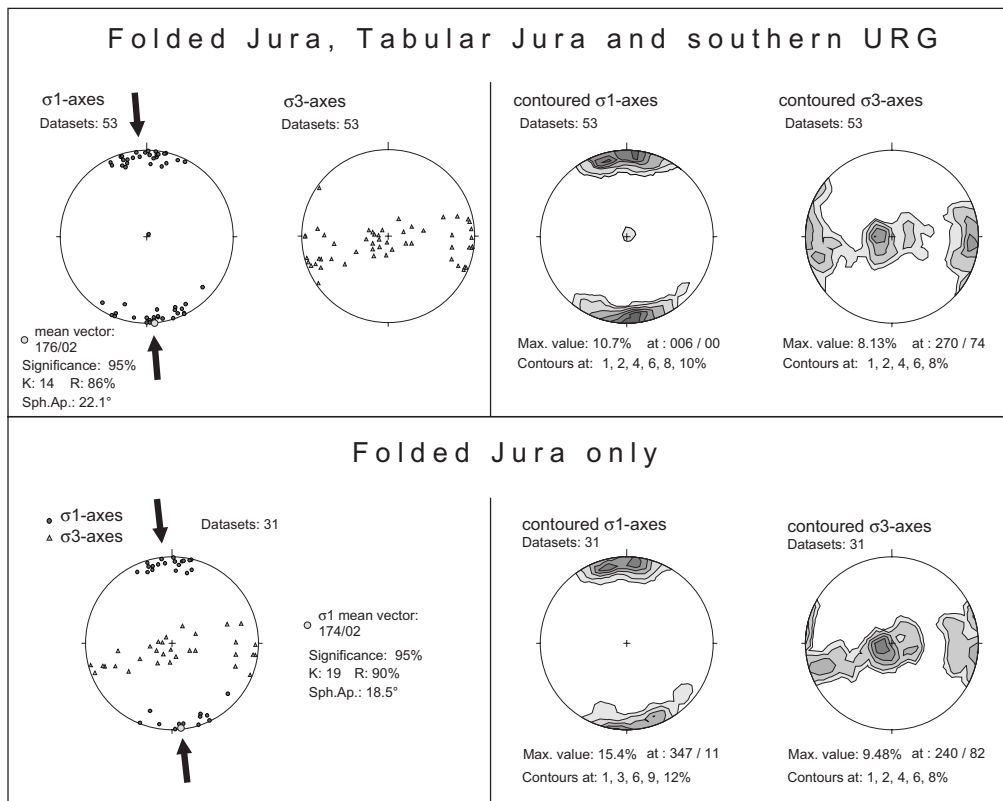 Folded Jura, Tabular Jura and southern URG
σ1-axes
Datasets: 53
σ3-axes
Datasets: 53
mean vector:
176/02
Significance: 95%
K: 14 R: 86%
Sph.Ap.: 22.1°
contoured σ1-axes
Datasets: 53
Max. value: 10.7% at : 006 / 00
Contours at: 1, 2, 4, 6, 8, 10%
contoured σ3-axes
Datasets: 53
Max. value: 8.13% at : 270 / 74
Contours at: 1, 2, 4, 6, 8%
Folded Jura only
σ1-axes
σ3-axes
Datasets: 31
σ1 mean vector:
174/02
Significance: 95%
K: 19 R: 90%
Sph.Ap.: 18.5°
contoured σ1-axes
Datasets: 31
Max. value: 15.4% at : 347 / 11
Contours at: 1, 3, 6, 9, 12%
contoured σ3-axes
Datasets: 31
Max. value: 9.48% at : 240 / 82
Contours at: 1, 2, 4, 6, 8%